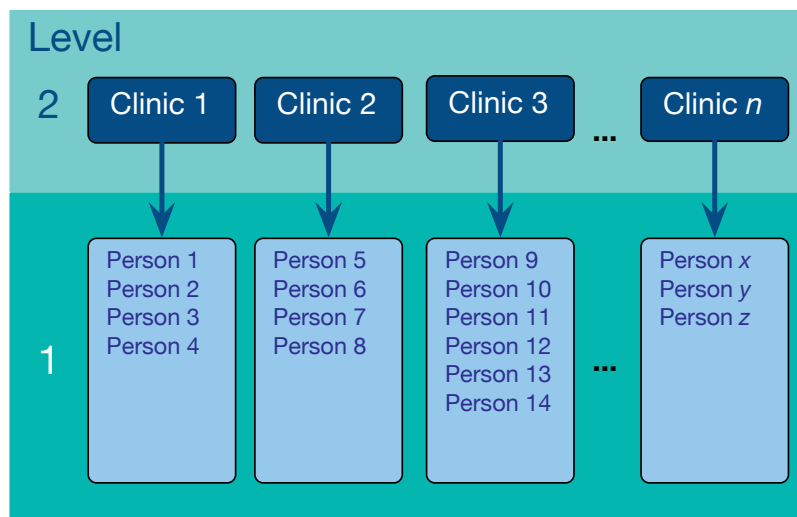 Level
2
Clinic 1
Clinic 2
Clinic 3
...
Clinic n
1
Person 1
Person 2
Person 3
Person 4
Person 5
Person 6
Person 7
Person 8
Person 9
Person 10
Person 11
Person 12
Person 13
Person 14
...
Person x
Person y
Person z